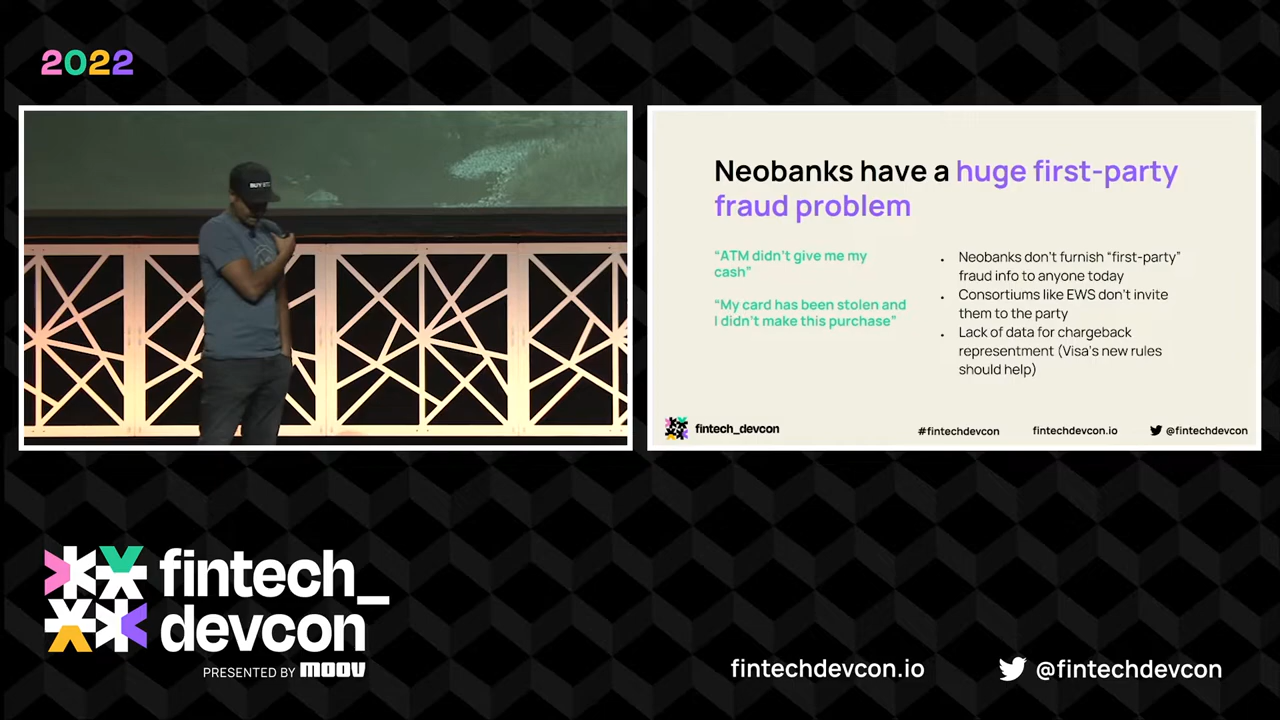 2022
BUY
Neobanks have a huge first-party
fraud problem
“ATM didn’t give me my
cash”
“My card has been stolen and
I didn’t make this purchase”
• Neobanks don’t furnish “first-party”
fraud info to anyone today
• Consortiums like EWS don’t invite
them to the party
• Lack of data for chargeback
representment (Visa’s new rules
should help)
fintech_devcon
#fintechdevcon
fintechdevcon.io
@fintechdevcon
fintech_
devcon
PRESENTED BY MOOV
fintechdevcon.io
@fintechdevcon